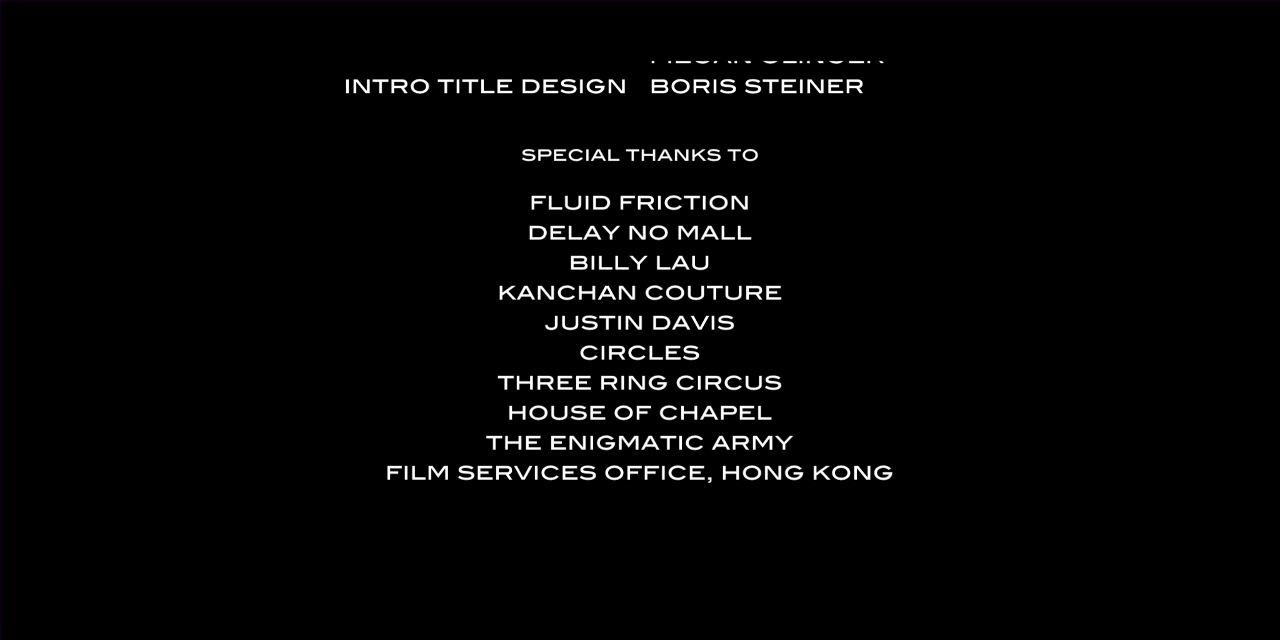 INTRO TITLE DESIGN BORIS STEINER
SPECIAL THANKS TO
FLUID FRICTION
DELAY NO MALL
BILLY LAU
KANCHAN COUTURE
JUSTIN DAVIS
CIRCLES
THREE RING CIRCUS
HOUSE OF CHAPEL
THE ENIGMATIC ARMY
FILM SERVICES OFFICE, HONG KONG